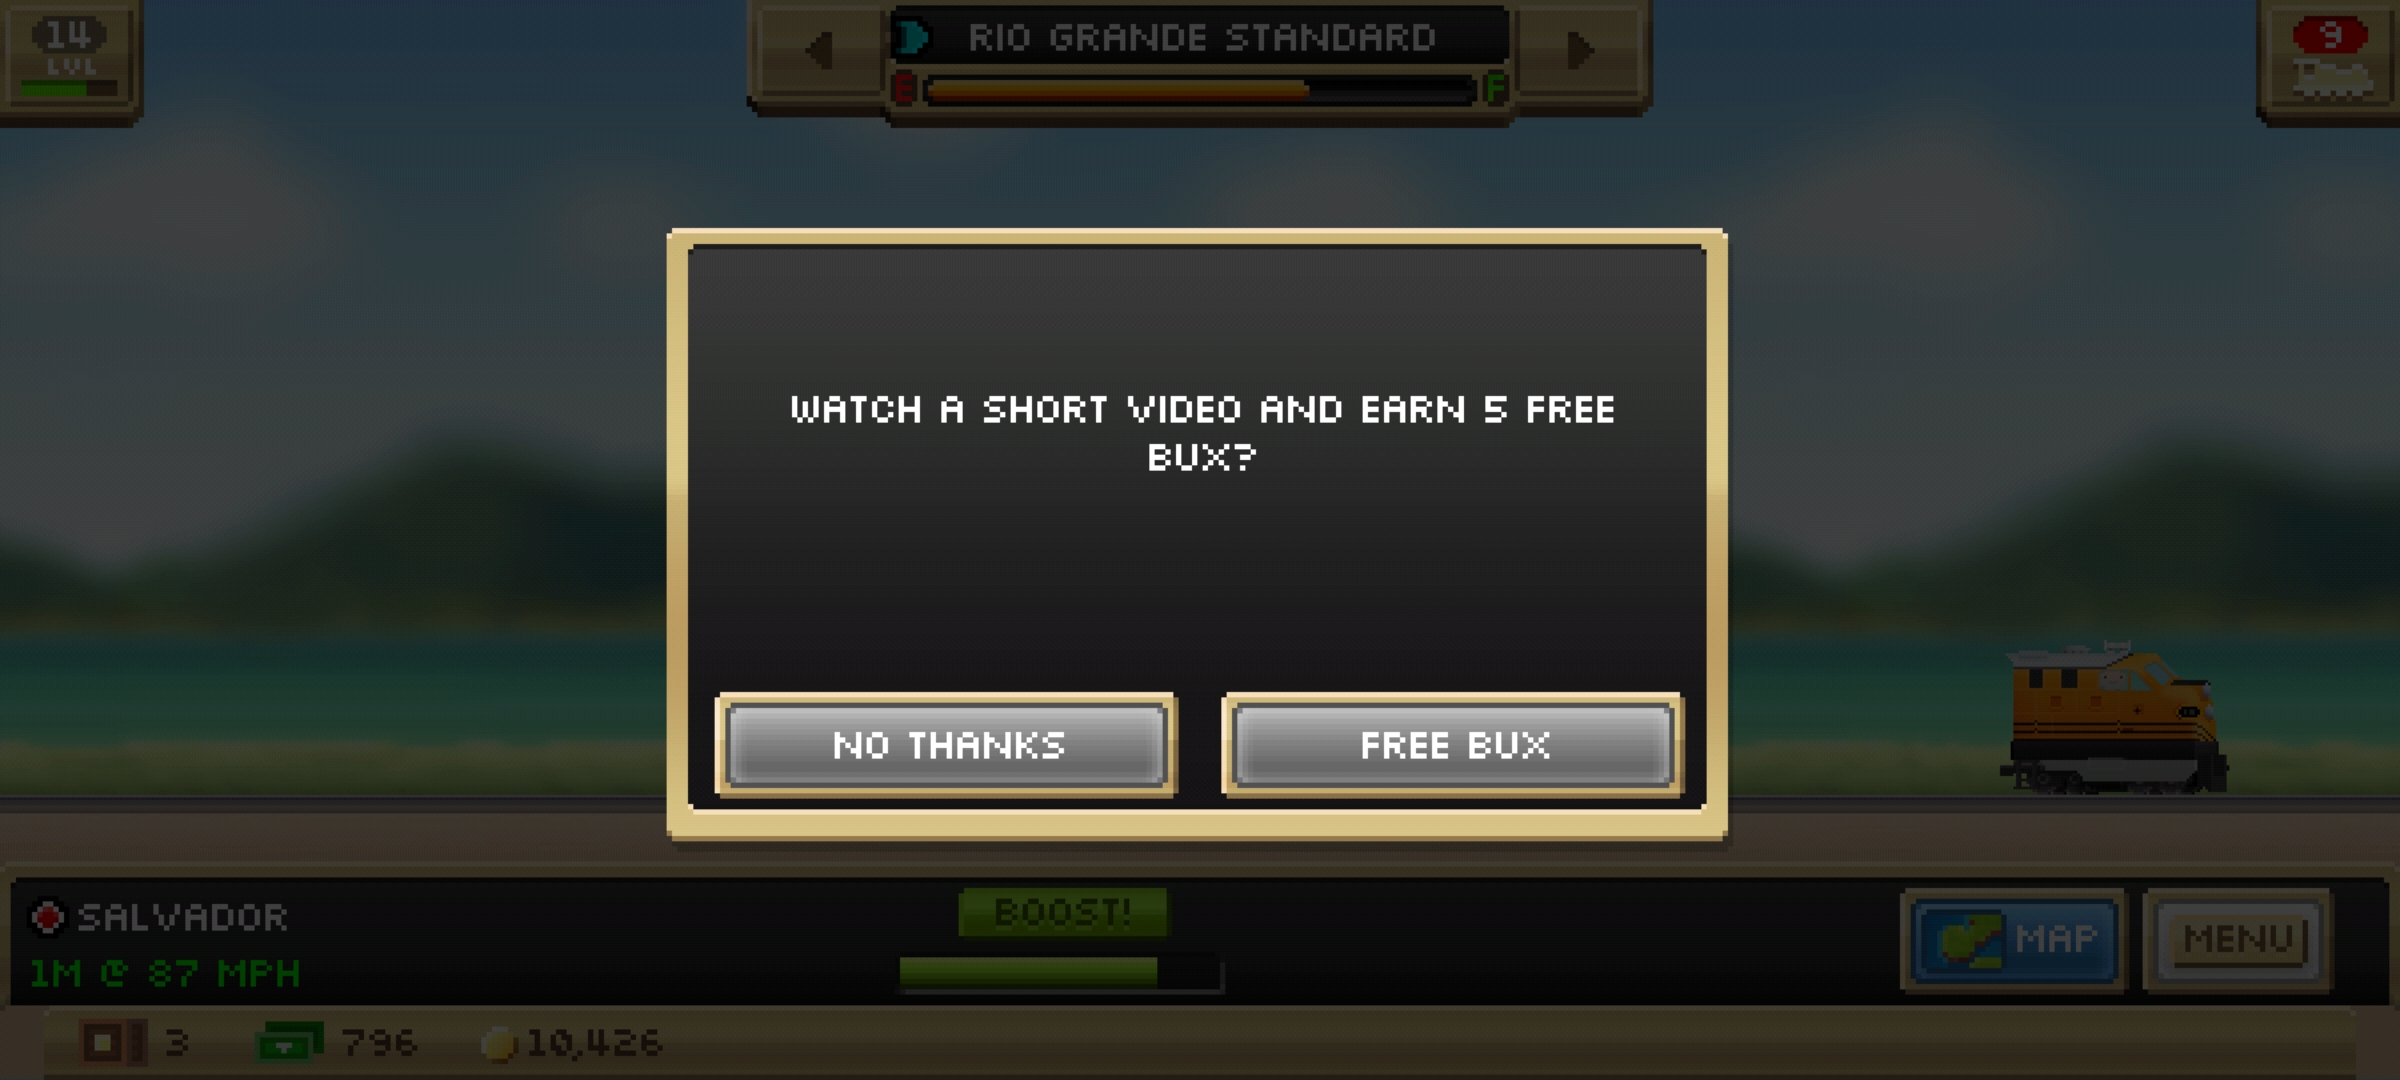 14
LVL
RIO GRANDE STANDARD
E F
9
WATCH A SHORT VIDEO AND EARN 5 FREE
BUX?
NO THANKS
FREE BUX
SALVADOR
1M @ 87 MPH
BOOST!
MAP
MENU
3
796
10,426